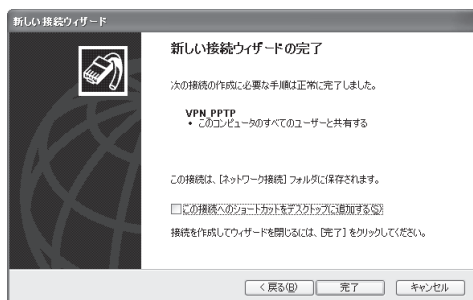 新しい接続ウィザード
新しい接続ウィザードの完了
次の接続の作成に必要な手順は正常に完了しました。
VPN_PPTP
• このコンピュータのすべてのユーザーと共有する
この接続は、[ネットワーク接続] フォルダに保存されます。
この接続へのショートカットをデスクトップに追加する(S)
接続を作成してウィザードを閉じるには、[完了] をクリックしてください。
< 戻る(B)
完了
キャンセル